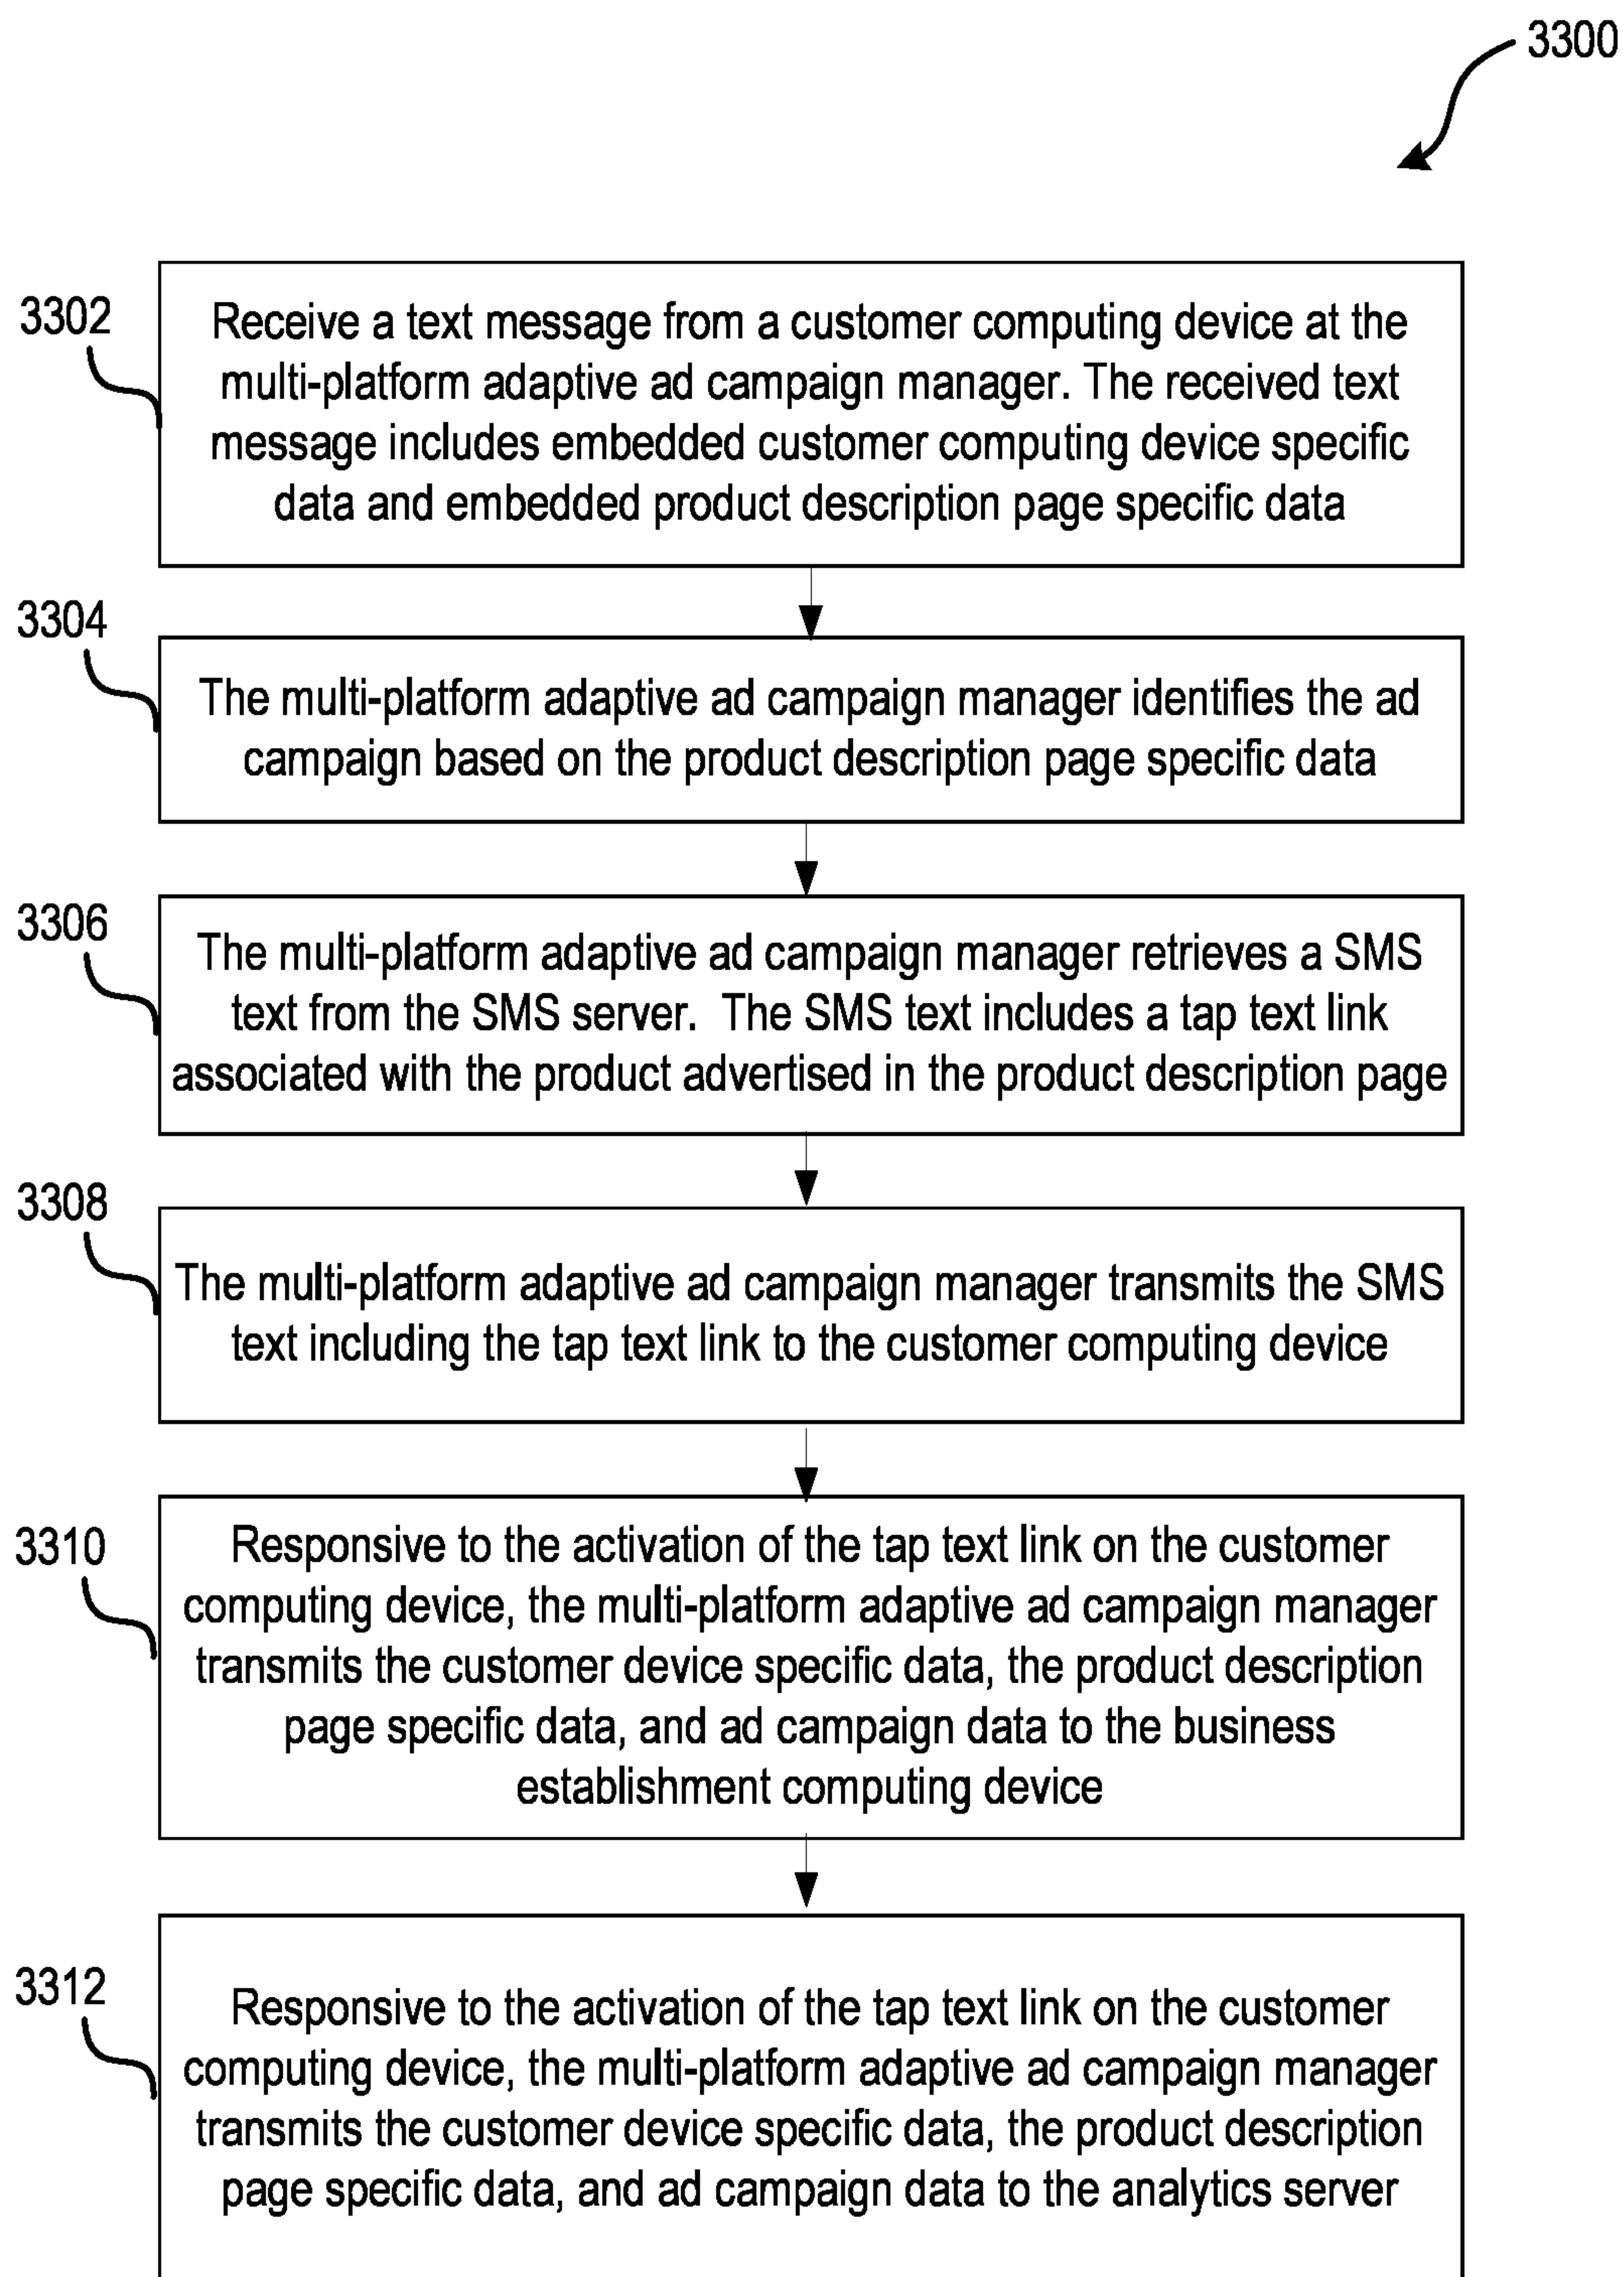 3300
3302
Receive a text message from a customer computing device at the
multi-platform adaptive ad campaign manager. The received text
message includes embedded customer computing device specific
data and embedded product description page specific data
3304
The multi-platform adaptive ad campaign manager identifies the ad
campaign based on the product description page specific data
3306
The multi-platform adaptive ad campaign manager retrieves a SMS
text from the SMS server. The SMS text includes a tap text link
associated with the product advertised in the product description page
3308
The multi-platform adaptive ad campaign manager transmits the SMS
text including the tap text link to the customer computing device
3310
Responsive to the activation of the tap text link on the customer
computing device, the multi-platform adaptive ad campaign manager
transmits the customer device specific data, the product description
page specific data, and ad campaign data to the business
establishment computing device
3312
Responsive to the activation of the tap text link on the customer
computing device, the multi-platform adaptive ad campaign manager
transmits the customer device specific data, the product description
page specific data, and ad campaign data to the analytics server